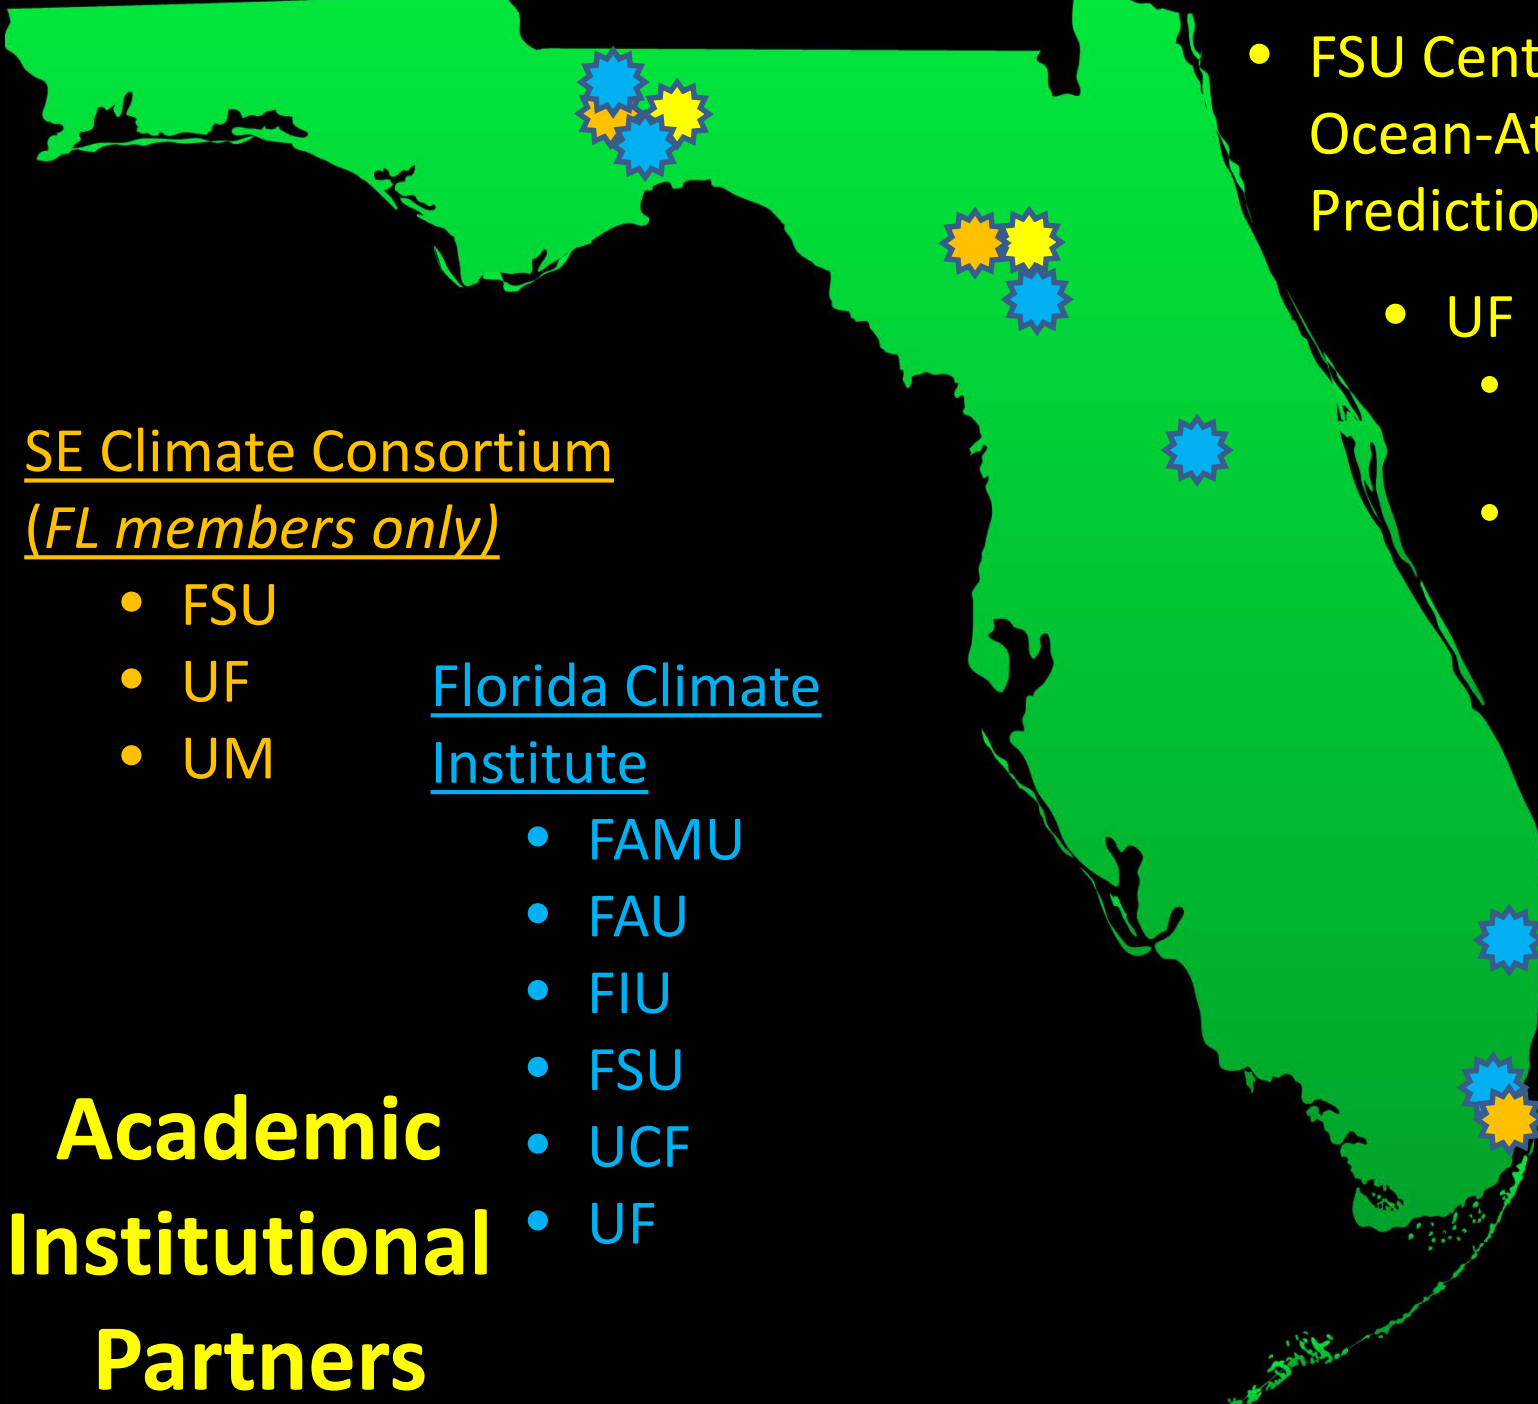 • FSU Cent
Ocean-At
Predictio
• UF
•
•
SE Climate Consortium
(FL members only)
• FSU
• UF
• UM
Florida Climate
Institute
• FAMU
• FAU
• FIU
• FSU
• UCF
• UF
Academic
Institutional
Partners